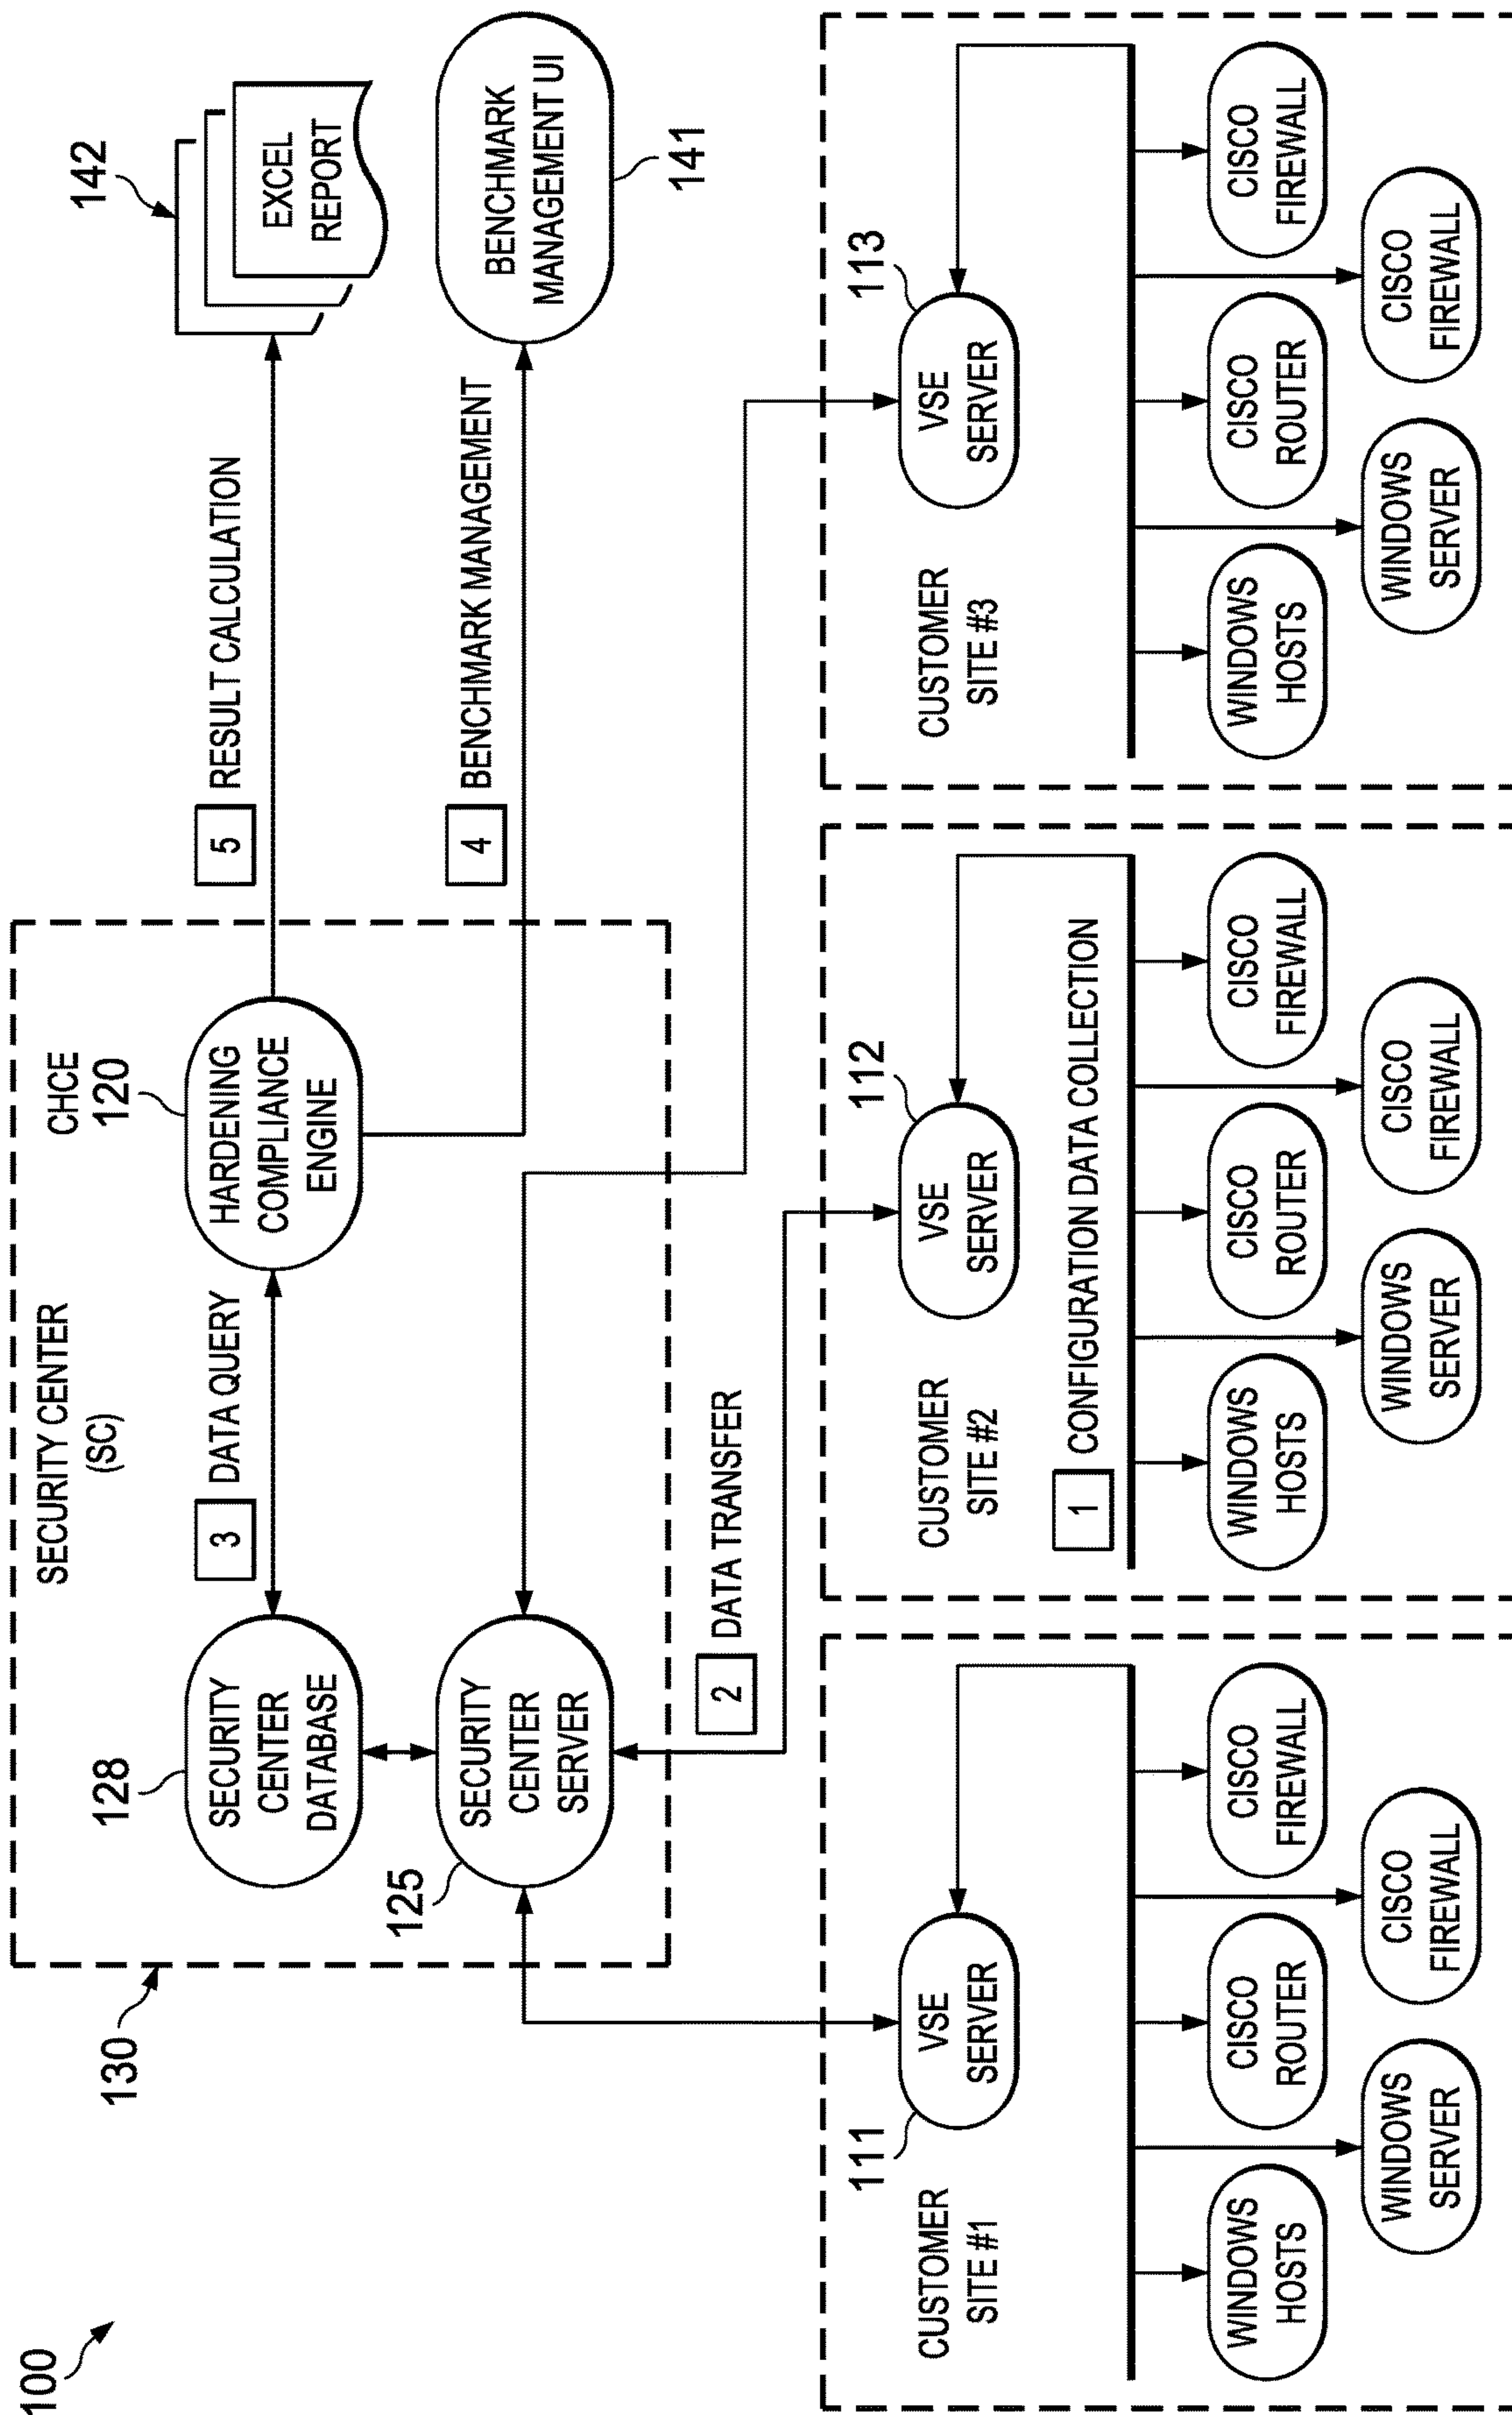 100
130
SECURITY CENTER
(SC)
CHCE
120
128
SECURITY
CENTER
DATABASE
3
DATA QUERY
HARDENING
COMPLIANCE
ENGINE
5
RESULT CALCULATION
142
EXCEL
REPORT
125
SECURITY
CENTER
SERVER
4
BENCHMARK MANAGEMENT
BENCHMARK
MANAGEMENT UI
141
2
DATA TRANSFER
CUSTOMER
SITE #1
111
VSE
SERVER
WINDOWS
HOSTS
CISCO
ROUTER
CISCO
FIREWALL
WINDOWS
SERVER
CISCO
FIREWALL
CUSTOMER
SITE #2
112
VSE
SERVER
1
CONFIGURATION DATA COLLECTION
WINDOWS
HOSTS
CISCO
ROUTER
CISCO
FIREWALL
WINDOWS
SERVER
CISCO
FIREWALL
CUSTOMER
SITE #3
113
VSE
SERVER
WINDOWS
HOSTS
CISCO
ROUTER
CISCO
FIREWALL
WINDOWS
SERVER
CISCO
FIREWALL